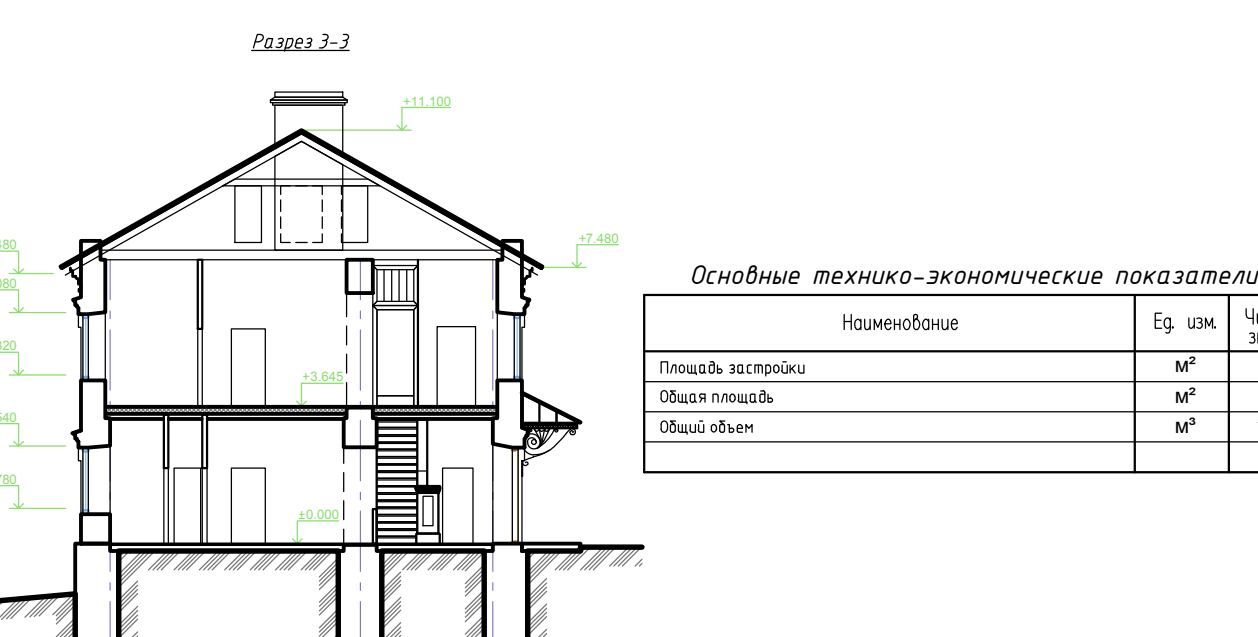 Разрез 3-3
+11.100
+7.480
+3.645
±0.000
Основные технико-экономические показатели
Наименование
Ед. изм.
Площадь застройки
м²
Общая площадь
м²
Общий объем
м³